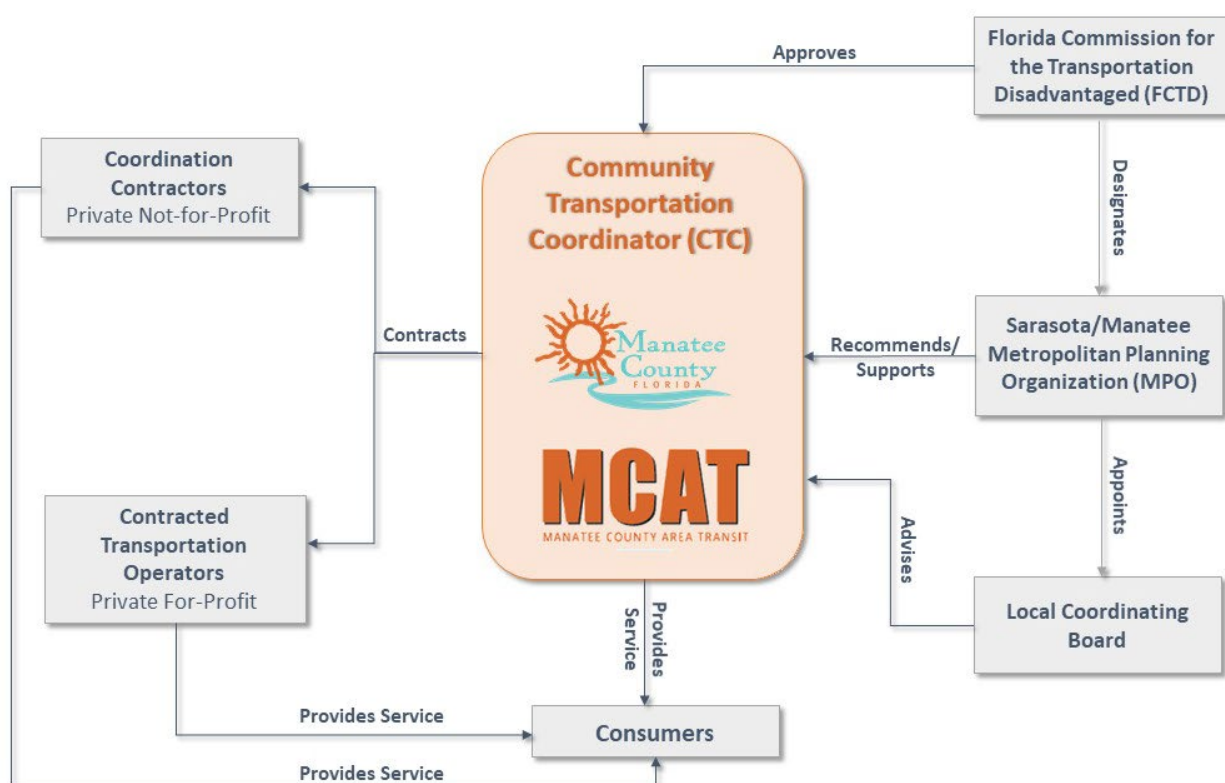 Approves
Florida Commission for
the Transportation
Disadvantaged (FCTD)
Coordination
Contractors
Private Not-for-Profit
Community
Transportation
Coordinator (CTC)
Designates
Manatee
County
FLORIDA
Contracts
Recommends/
Supports
Sarasota/Manatee
Metropolitan Planning
Organization (MPO)
MCAT
MANATEE COUNTY AREA TRANSIT
Appoints
Contracted
Transportation
Operators
Private For-Profit
Advises
Local Coordinating
Board
Provides
Service
Provides Service
Consumers
Provides Service